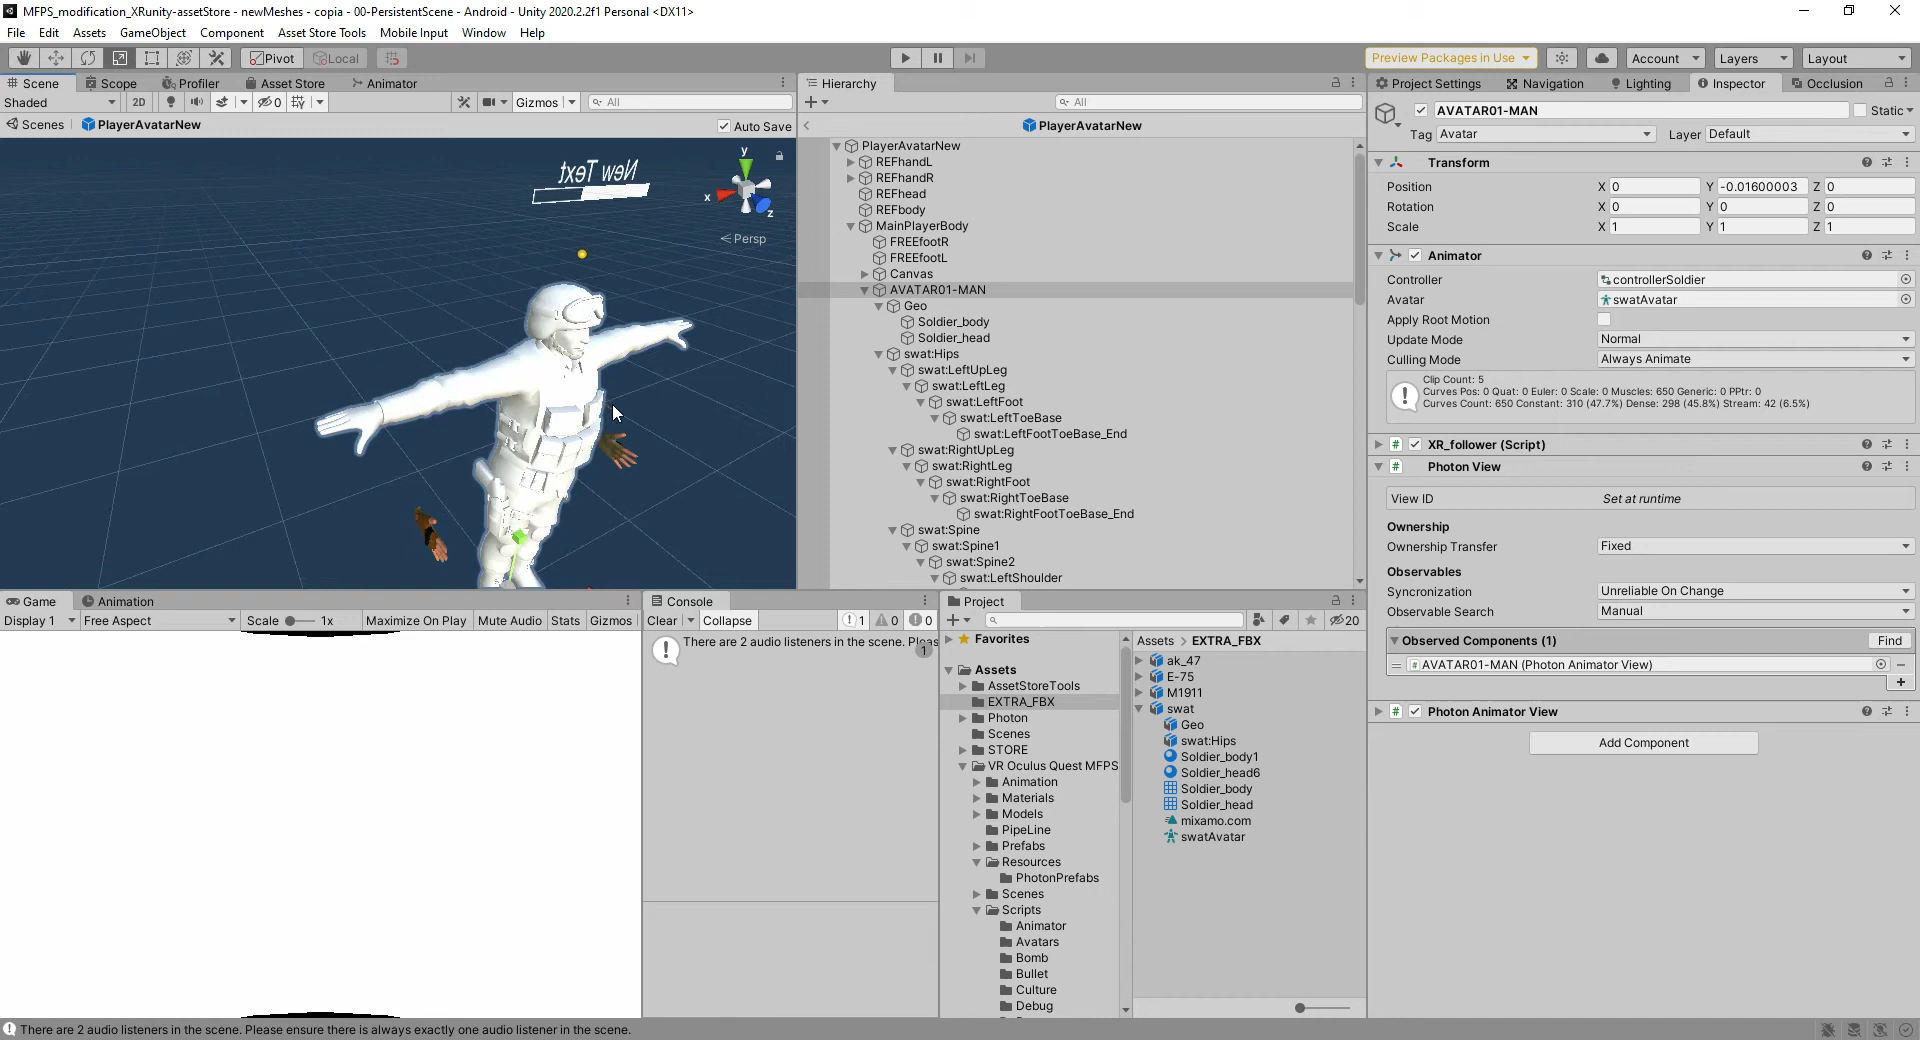 MFPS_modification_XRunity-assetStore - newMeshes - copia - 00-PersistentScene - Android - Unity 2020.2.2f1 Personal <DX11>
File Edit Assets GameObject Component Asset Store Tools Mobile Input Window Help
Pivot Local Preview Packages in Use Account Layers Layout
Scene Scope Profiler Asset Store Animator
Shaded 2D 0 Gizmos All
Scenes PlayerAvatarNew Auto Save
New Text
y
x
z
Persp
Hierarchy
All
PlayerAvatarNew
PlayerAvatarNew
REFhandL
REFhandR
REFhead
REFbody
MainPlayerBody
FREEfootR
FREEfootL
Canvas
AVATAR01-MAN
Geo
Soldier_body
Soldier_head
swat:Hips
swat:LeftUpLeg
swat:LeftLeg
swat:LeftFoot
swat:LeftToeBase
swat:LeftFootToeBase_End
swat:RightUpLeg
swat:RightLeg
swat:RightFoot
swat:RightToeBase
swat:RightFootToeBase_End
swat:Spine
swat:Spine1
swat:Spine2
swat:LeftShoulder
Project Settings Navigation Lighting Inspector Occlusion
AVATAR01-MAN Static
Tag Avatar Layer Default
Transform
Position X 0 Y -0.01600003 Z 0
Rotation X 0 Y 0 Z 0
Scale X 1 Y 1 Z 1
Animator
Controller controllerSoldier
Avatar swatAvatar
Apply Root Motion
Update Mode Normal
Culling Mode Always Animate
Clip Count: 5
Curves Pos: 0 Quat: 0 Euler: 0 Scale: 0 Muscles: 650 Generic: 0 PPtr: 0
Curves Count: 650 Constant: 310 (47.7%) Dense: 298 (45.8%) Stream: 42 (6.5%)
XR_follower (Script)
Photon View
View ID Set at runtime
Ownership
Ownership Transfer Fixed
Observables
Syncronization Unreliable On Change
Observable Search Manual
Observed Components (1) Find
AVATAR01-MAN (Photon Animator View)
Photon Animator View
Add Component
Game Animation
Display 1 Free Aspect Scale 1x Maximize On Play Mute Audio Stats Gizmos
Console
Clear Collapse 1 0 0
There are 2 audio listeners in the scene. Pleas
1
Project
20
Favorites
Assets
AssetStoreTools
EXTRA_FBX
Photon
Scenes
STORE
VR Oculus Quest MFPS
Animation
Materials
Models
PipeLine
Prefabs
Resources
PhotonPrefabs
Scenes
Scripts
Animator
Avatars
Bomb
Bullet
Culture
Debug
Assets EXTRA_FBX
ak_47
E-75
M1911
swat
Geo
swat:Hips
Soldier_body1
Soldier_head6
Soldier_body
Soldier_head
mixamo.com
swatAvatar
There are 2 audio listeners in the scene. Please ensure there is always exactly one audio listener in the scene.